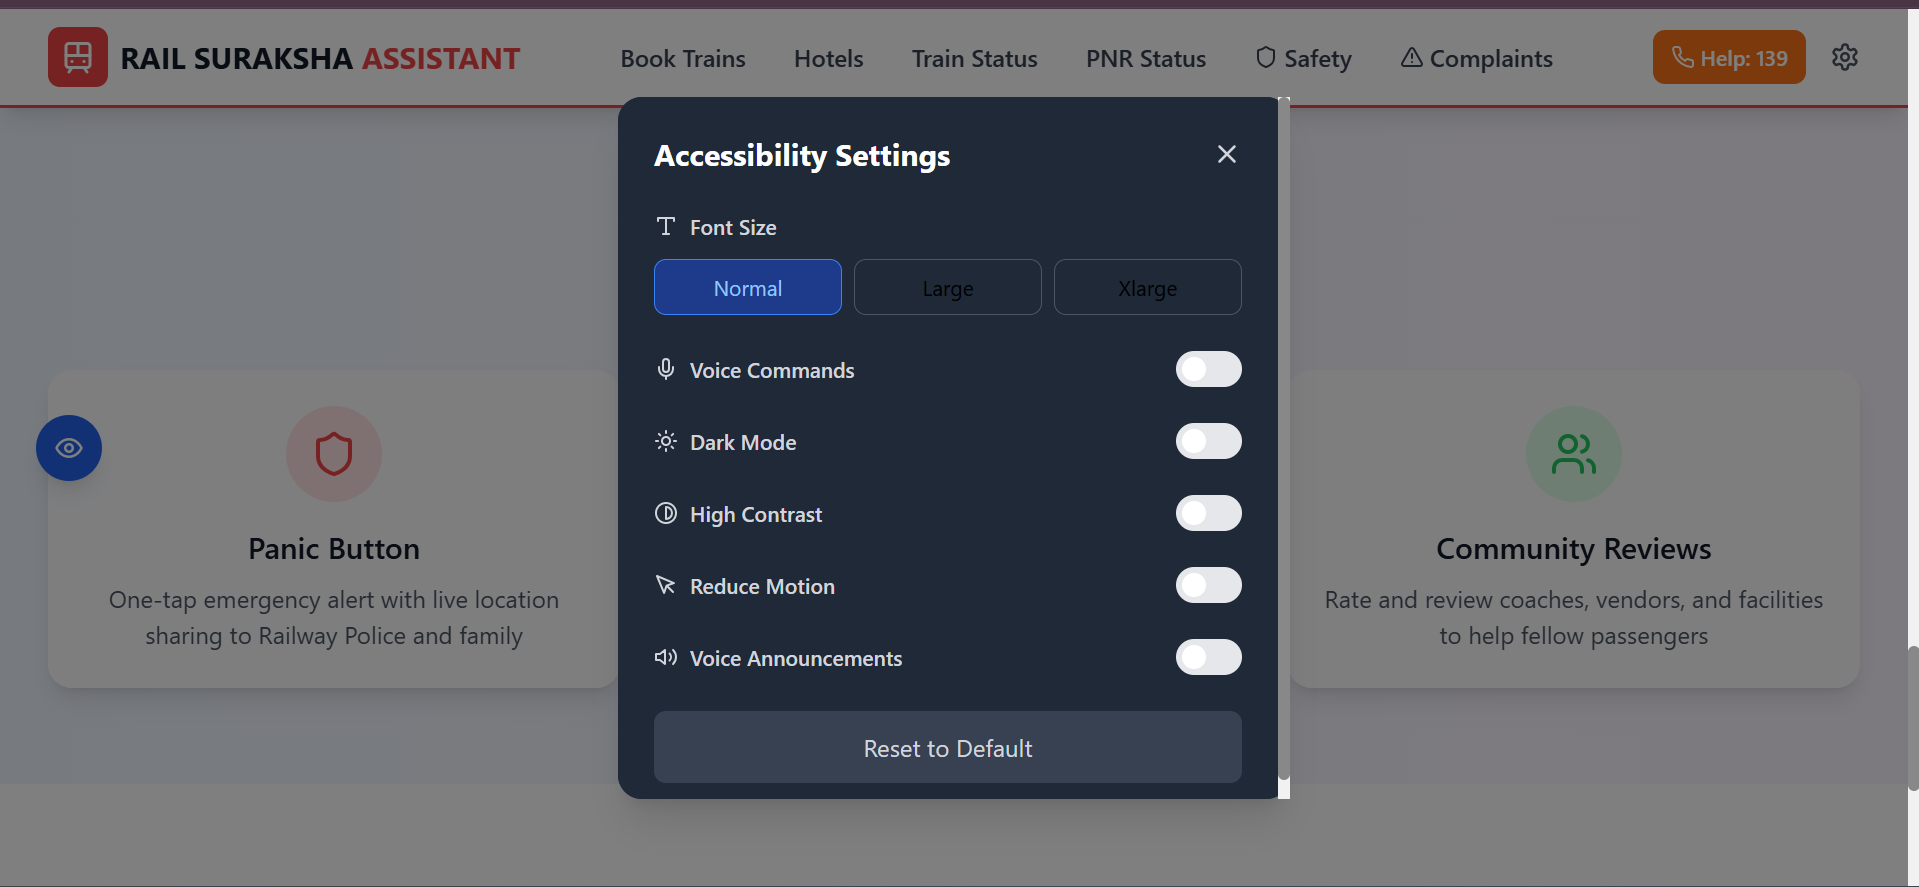 RAIL SURAKSHA ASSISTANT
Book Trains
Hotels
Train Status
PNR Status
Safety
Complaints
Help: 139
Accessibility Settings
Font Size
Normal
Large
Xlarge
Voice Commands
Dark Mode
High Contrast
Reduce Motion
Voice Announcements
Reset to Default
Panic Button
One-tap emergency alert with live location
sharing to Railway Police and family
Community Reviews
Rate and review coaches, vendors, and facilities
to help fellow passengers